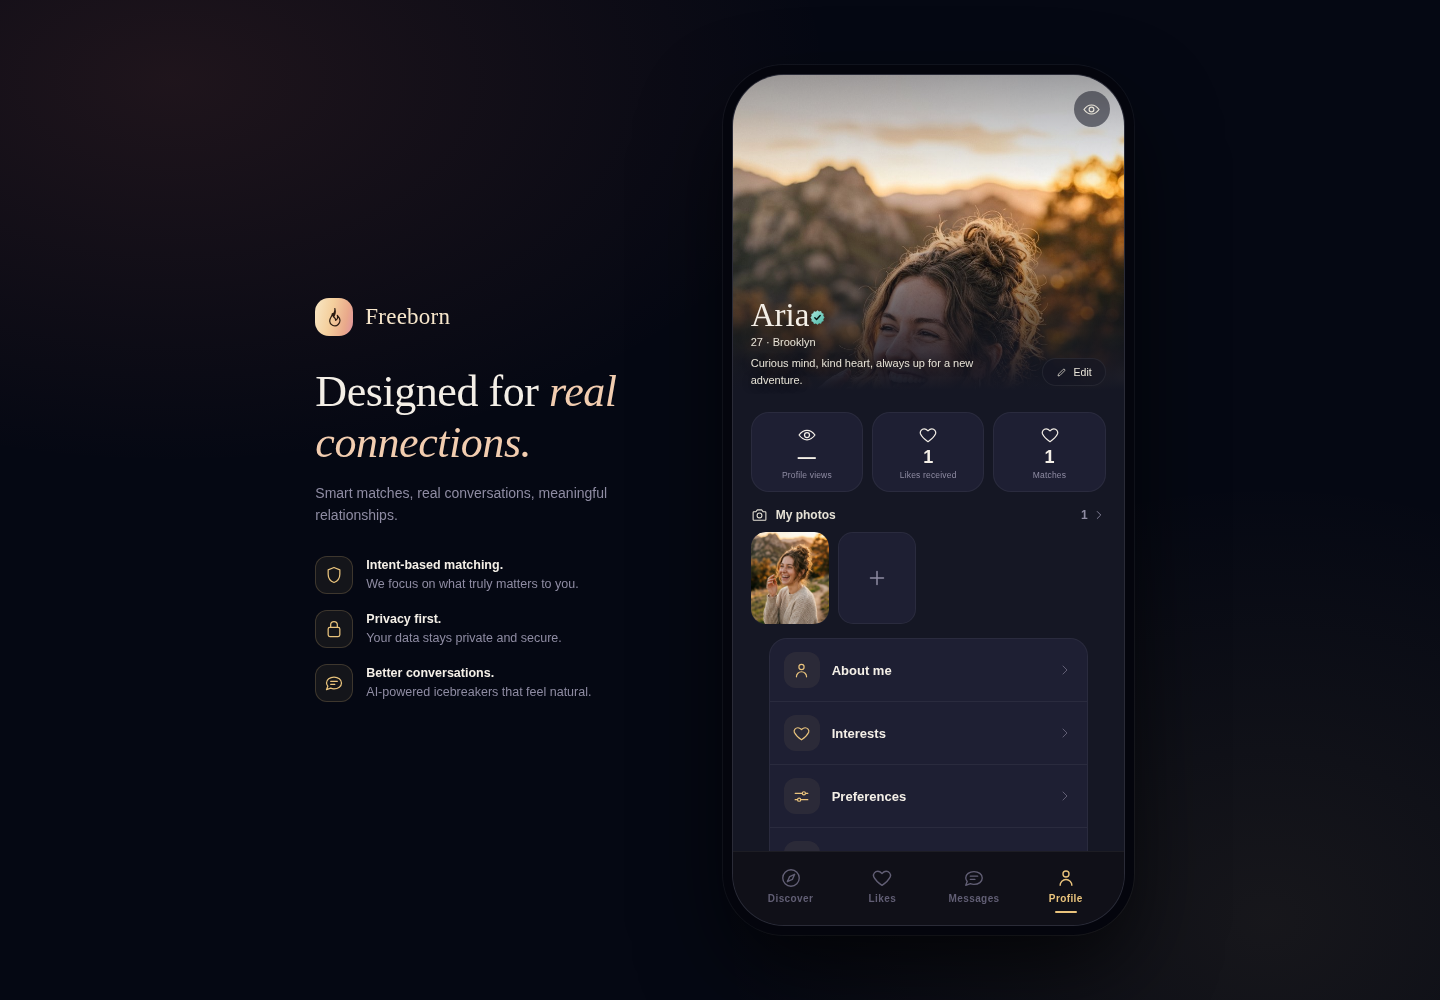 Freeborn
Designed for real
connections.
Smart matches, real conversations, meaningful
relationships.
Intent-based matching.
We focus on what truly matters to you.
Privacy first.
Your data stays private and secure.
Better conversations.
AI-powered icebreakers that feel natural.
Aria
27 · Brooklyn
Curious mind, kind heart, always up for a new
adventure.
Edit
—
Profile views
1
Likes received
1
Matches
My photos
1
About me
Interests
Preferences
Discover
Likes
Messages
Profile